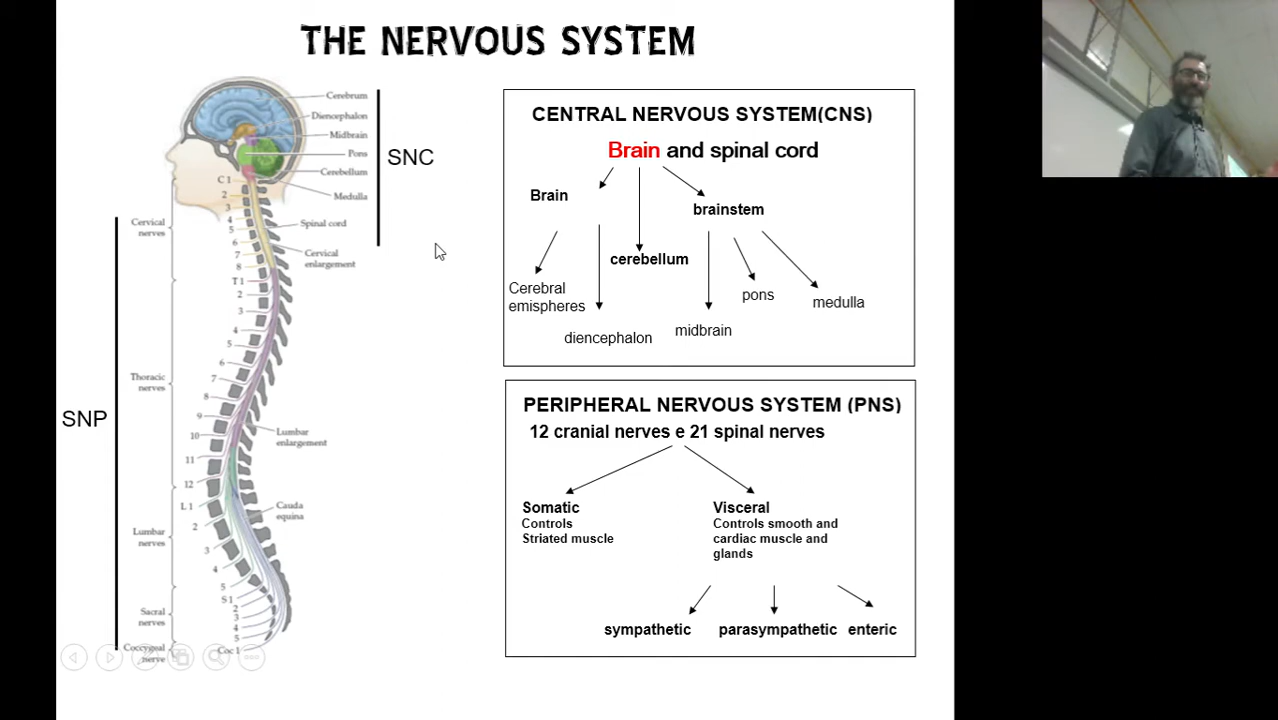 THE NERVOUS SYSTEM
Cerebrum
Diencephalon
Midbrain
Pons
Cerebellum
Medulla
SNC
C 1
2
3
4
5
6
7
8
Spinal cord
Cervical
enlargement
Cervical
nerves
T 1
2
3
4
5
6
7
8
9
10
11
12
Thoracic
nerves
SNP
Lumbar
enlargement
L 1
2
3
4
5
Cauda
equina
Lumbar
nerves
S 1
2
3
4
5
Sacral
nerves
Coc 1
Coccygeal
nerve
CENTRAL NERVOUS SYSTEM(CNS)
Brain and spinal cord
Brain
brainstem
cerebellum
Cerebral
emispheres
pons
medulla
diencephalon
midbrain
PERIPHERAL NERVOUS SYSTEM (PNS)
12 cranial nerves e 21 spinal nerves
Somatic
Controls
Striated muscle
Visceral
Controls smooth and
cardiac muscle and
glands
sympathetic
parasympathetic
enteric